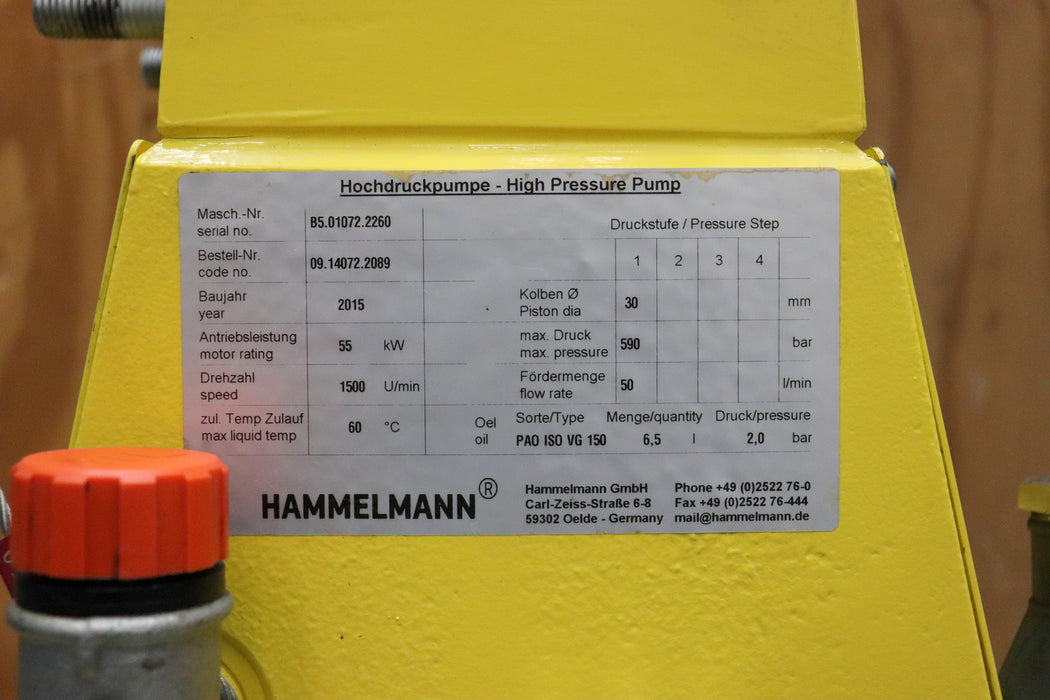 Hochdruckpumpe - High Pressure Pump
Masch.-Nr.
serial no.
B5.01072.2260
Druckstufe / Pressure Step
Bestell-Nr.
code no.
09.14072.2089
1 2 3 4
Baujahr
year
2015
Kolben Ø
Piston dia
30 mm
Antriebsleistung
motor rating
55 kW
max. Druck
max. pressure
590 bar
Drehzahl
speed
1500 U/min
Fördermenge
flow rate
50 l/min
zul. Temp Zulauf
max liquid temp
60 °C
Oel
oil
Sorte/Type Menge/quantity Druck/pressure
PAO ISO VG 150 6,5 l 2,0 bar
HAMMELMANN®
Hammelmann GmbH
Carl-Zeiss-Straße 6-8
59302 Oelde - Germany
Phone +49 (0)2522 76-0
Fax +49 (0)2522 76-444
mail@hammelmann.de